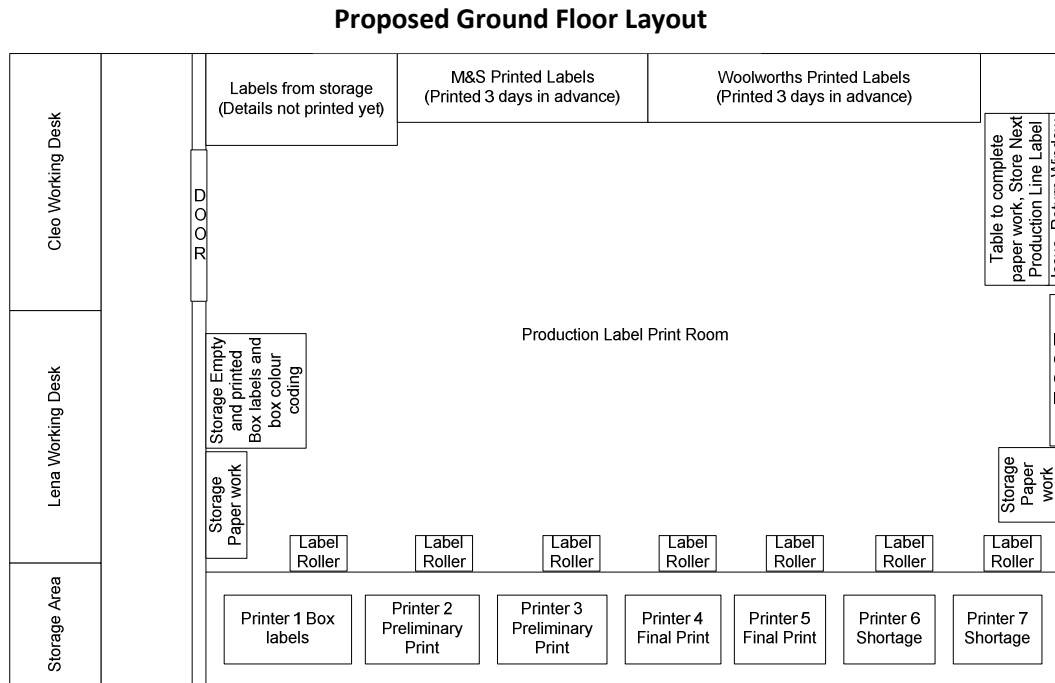 Proposed Ground Floor Layout
Labels from storage
(Details not printed yet)
M&S Printed Labels
(Printed 3 days in advance)
Woolworths Printed Labels
(Printed 3 days in advance)
Cleo Working Desk
DOOR
Table to complete
paper work, Store Next
Production Line Label
Production Label Print Room
Storage Empty
and printed
Box labels and
box colour
coding
Lena Working Desk
Storage
Paper work
Storage
Paper
work
Label
Roller
Label
Roller
Label
Roller
Label
Roller
Label
Roller
Label
Roller
Label
Roller
Storage Area
Printer 1 Box
labels
Printer 2
Preliminary
Print
Printer 3
Preliminary
Print
Printer 4
Final Print
Printer 5
Final Print
Printer 6
Shortage
Printer 7
Shortage